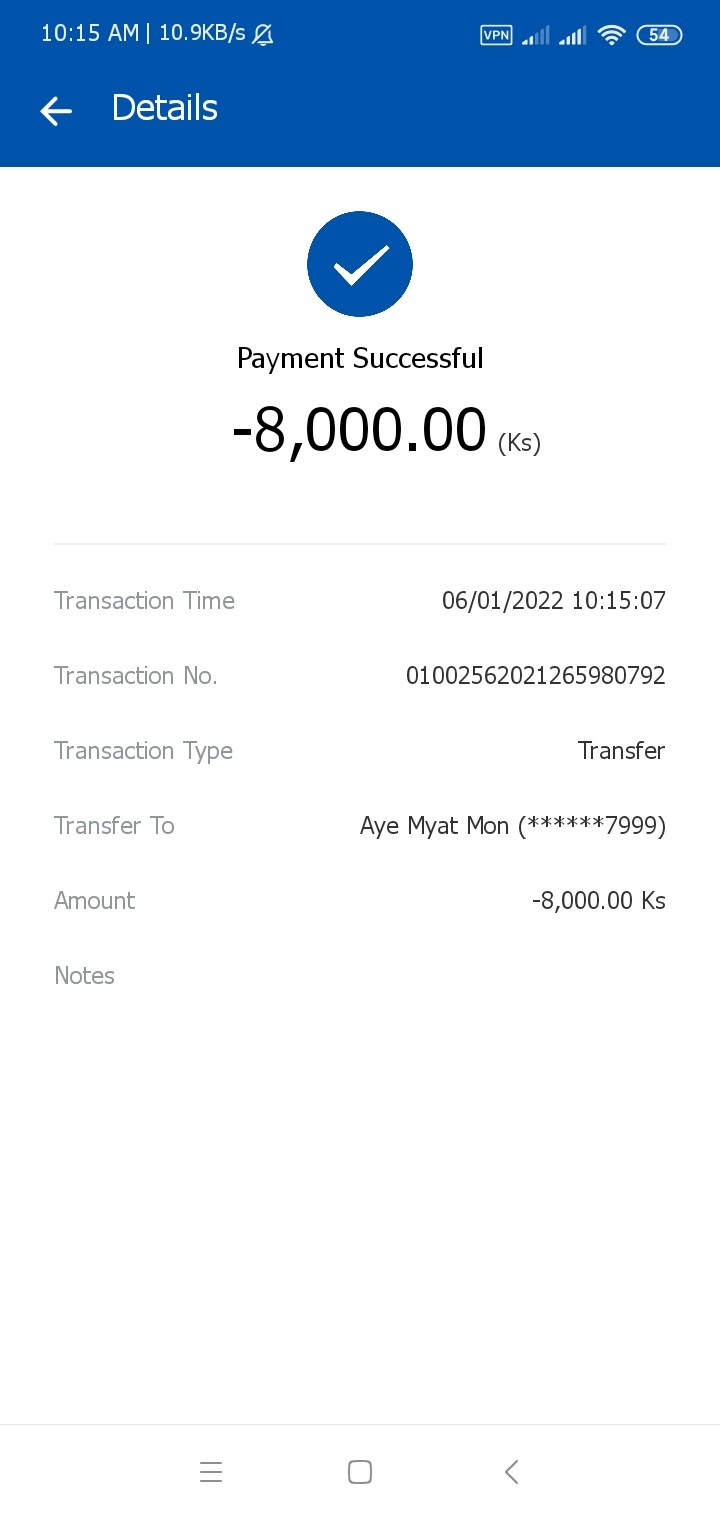 10:15 AM | 10.9KB/s VPN 54
Details
Payment Successful
-8,000.00 (Ks)
Transaction Time 06/01/2022 10:15:07
Transaction No. 01002562021265980792
Transaction Type Transfer
Transfer To Aye Myat Mon (******7999)
Amount -8,000.00 Ks
Notes